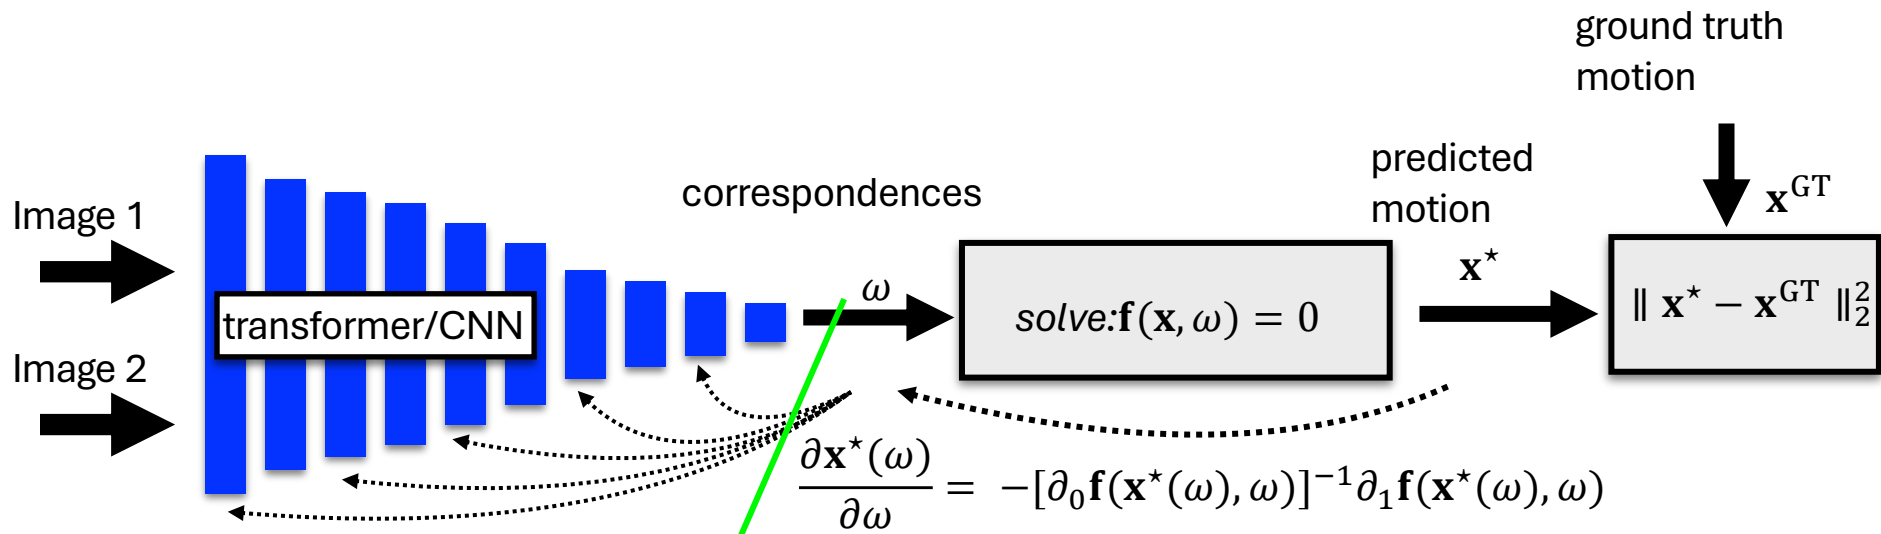 ground truth
motion
predicted
motion
correspondences
x^GT
Image 1
x⋆
ω
transformer/CNN
solve:f(x, ω) = 0
‖ x⋆ − x^GT ‖₂²
Image 2
∂x⋆(ω)/∂ω = −[∂₀f(x⋆(ω), ω)]⁻¹∂₁f(x⋆(ω), ω)